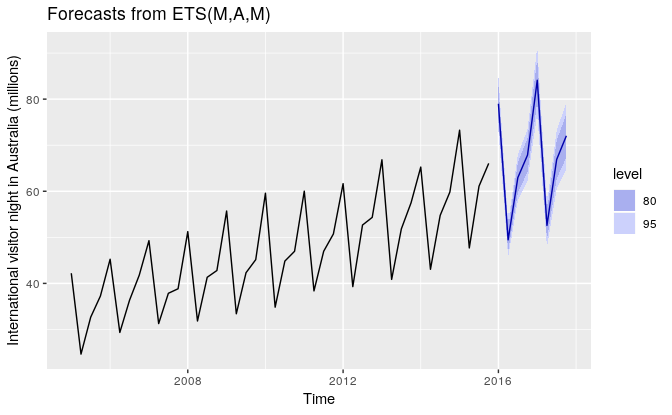 Forecasts from ETS(M,A,M)
International visitor night in Australia (millions)
80
60
40
2008
2012
2016
Time
level
80
95